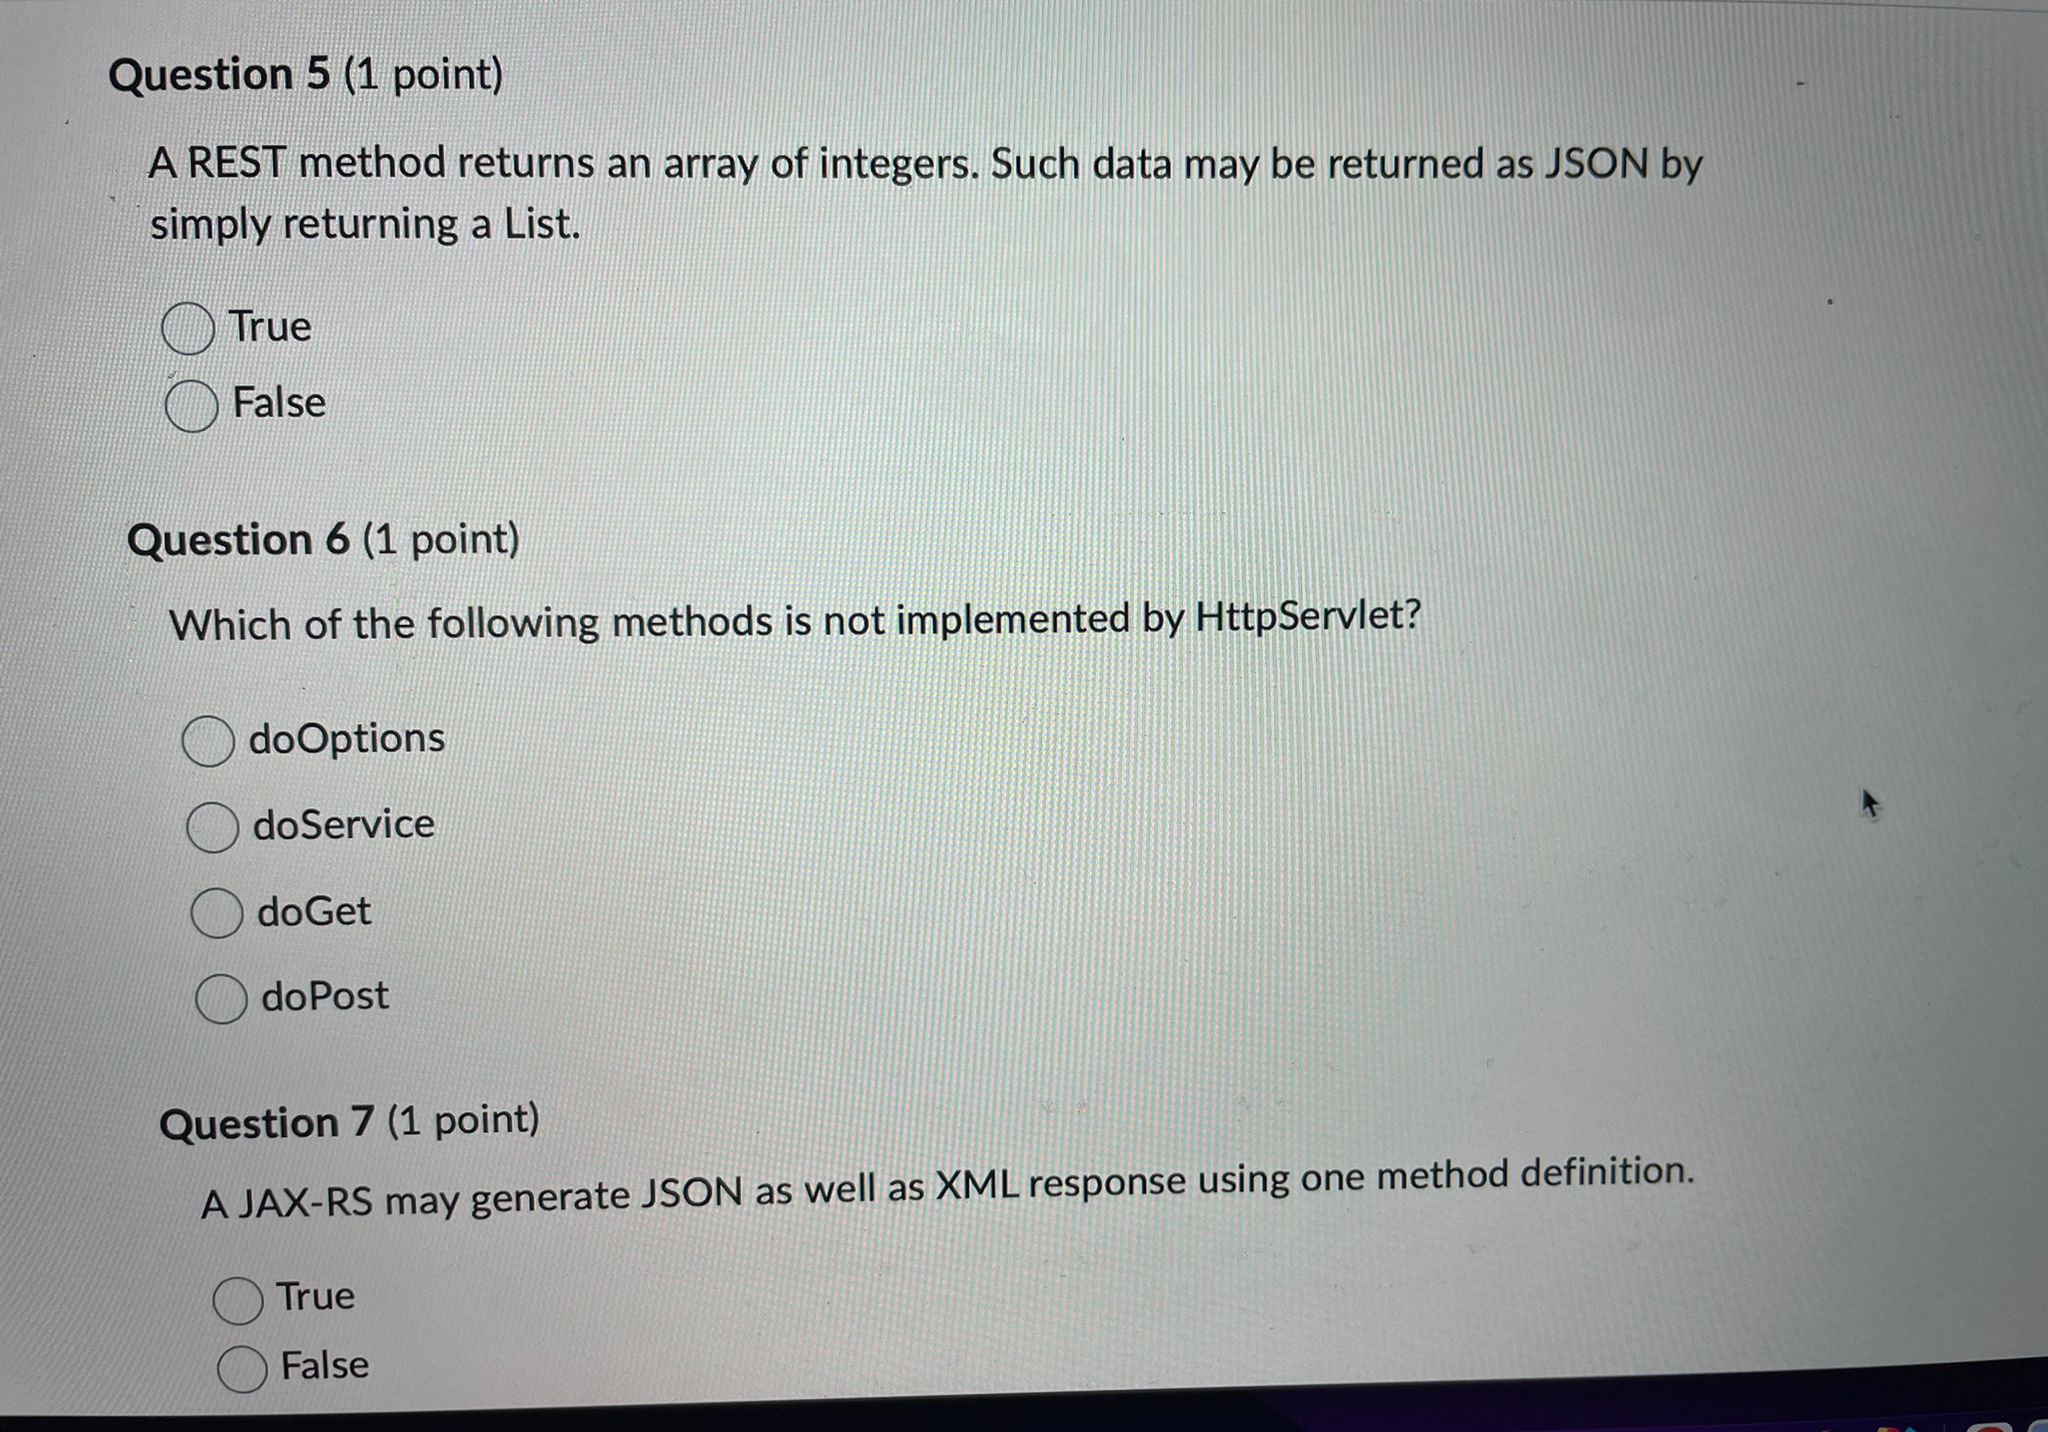 Question 5 (1 point)
A REST method returns an array of integers. Such data may be returned as JSON by
simply returning a List.
True
False
Question 6 (1 point)
Which of the following methods is not implemented by HttpServlet?
doOptions
doService
doGet
doPost
Question 7 (1 point)
A JAX-RS may generate JSON as well as XML response using one method definition.
True
False